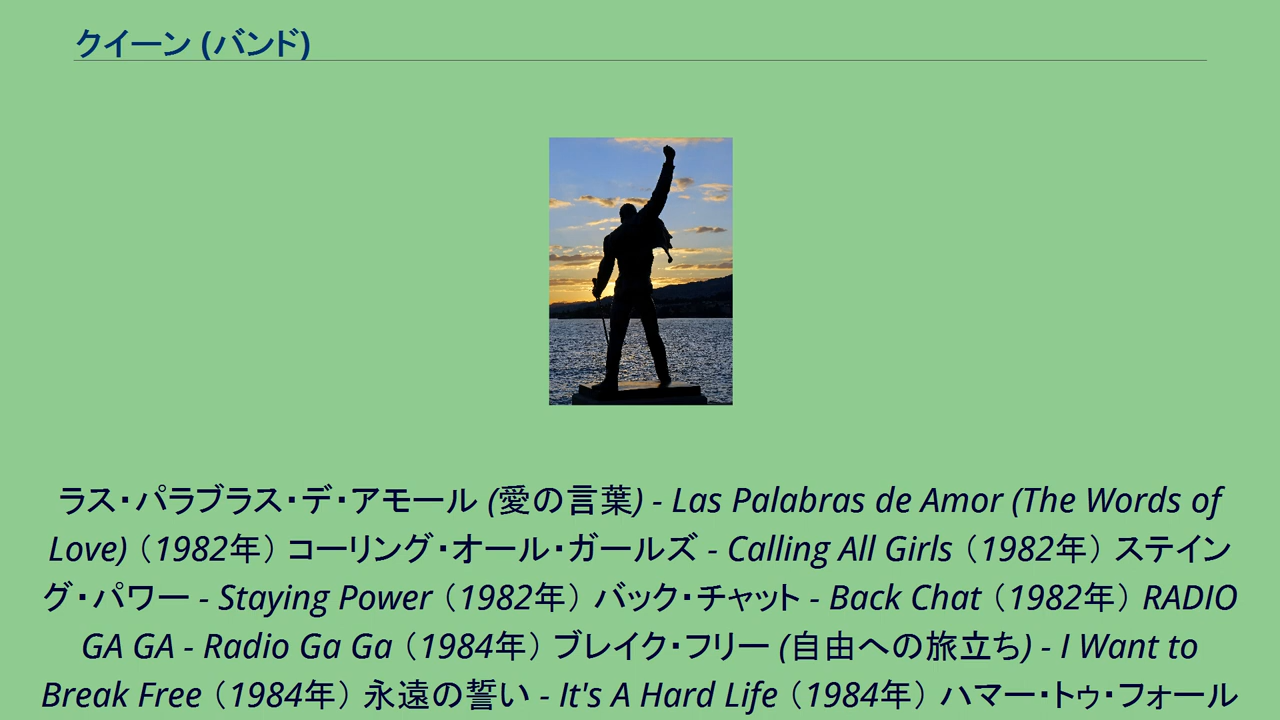 クイーン (バンド)
ラス・パラブラス・デ・アモール (愛の言葉) - Las Palabras de Amor (The Words of
Love)（1982年）コーリング・オール・ガールズ - Calling All Girls（1982年）ステイン
グ・パワー - Staying Power（1982年）バック・チャット - Back Chat（1982年）RADIO
GA GA - Radio Ga Ga（1984年）ブレイク・フリー (自由への旅立ち) - I Want to
Break Free（1984年）永遠の誓い - It's A Hard Life（1984年）ハマー・トゥ・フォール